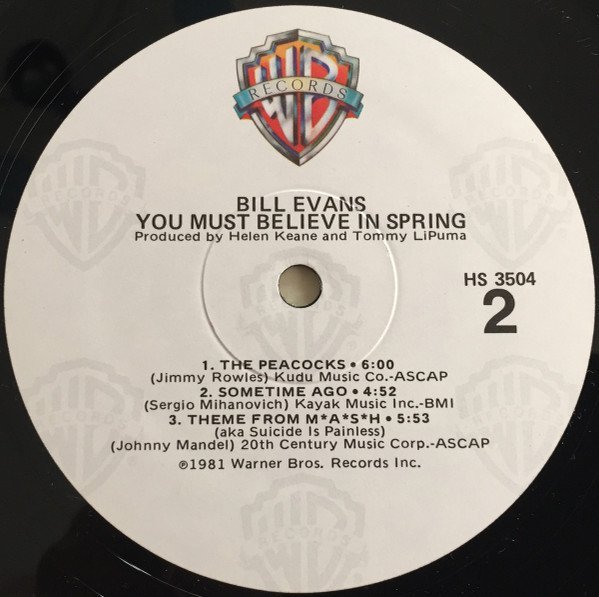 WB
RECORDS
BILL EVANS
YOU MUST BELIEVE IN SPRING
Produced by Helen Keane and Tommy LiPuma
HS 3504
2
1. THE PEACOCKS • 6:00
(Jimmy Rowles) Kudu Music Co.-ASCAP
2. SOMETIME AGO • 4:52
(Sergio Mihanovich) Kayak Music Inc.-BMI
3. THEME FROM M*A*S*H • 5:53
(aka Suicide Is Painless)
(Johnny Mandel) 20th Century Music Corp.-ASCAP
℗1981 Warner Bros. Records Inc.